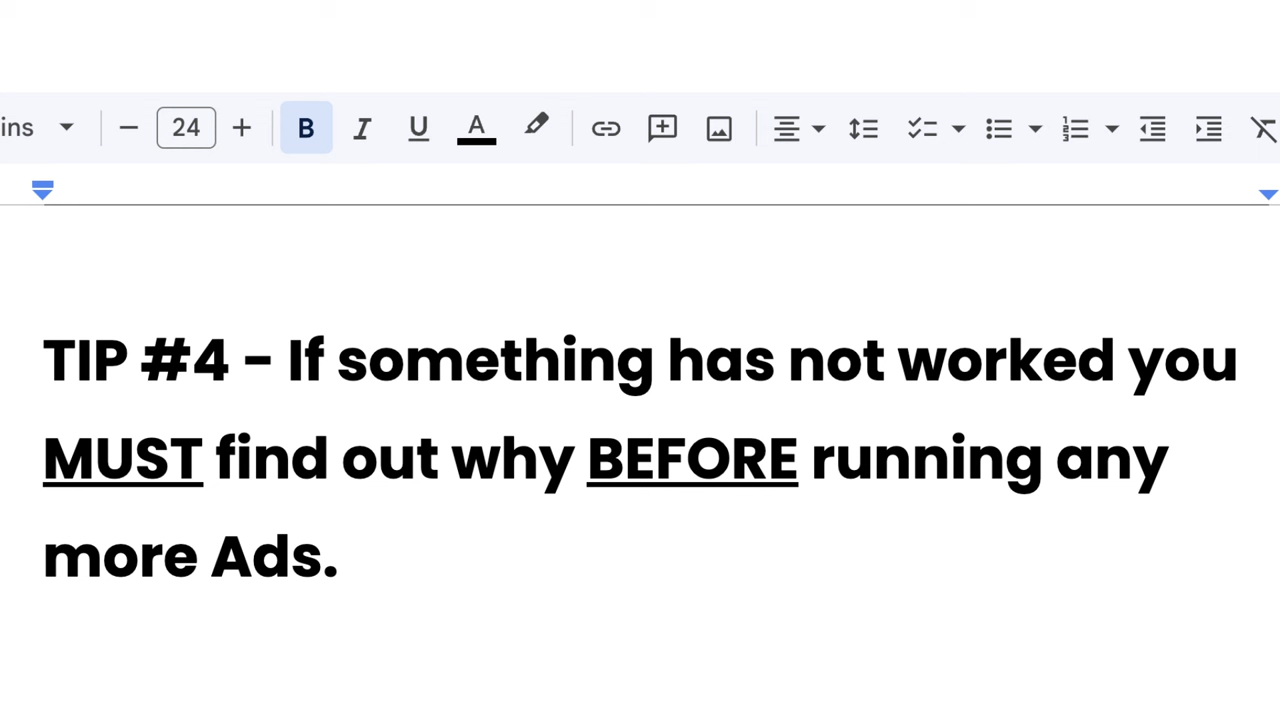 ins 24 B I U A
TIP #4 - If something has not worked you
MUST find out why BEFORE running any
more Ads.